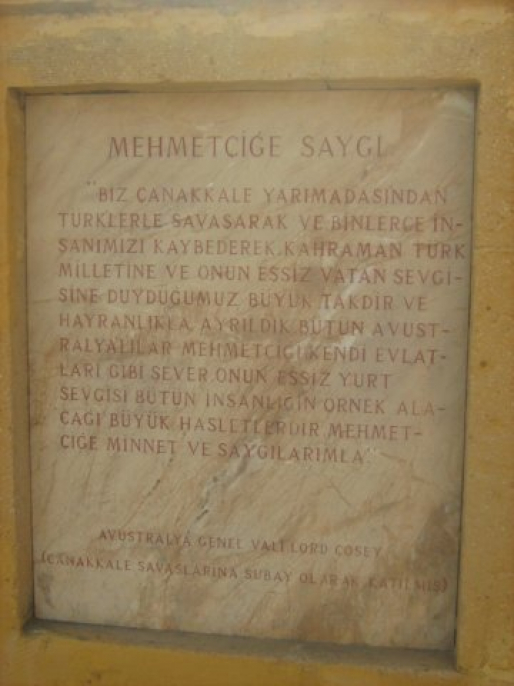 MEHMETCİĞE SAYGI
"BİZ ÇANAKKALE YARIMADASINDAN
TÜRKLERLE SAVAŞARAK VE BİNLERCE İN-
ŞANIMIZI KAYBEDEREK, KAHRAMAN TÜRK
MİLLETİNE VE ONUN EŞSİZ VATAN SEVGİ-
SİNE DUYDUĞUMUZ BÜYÜK TAKDİR VE
HAYRANLIKLA AYRILDIK BÜTÜN AVUST-
RALYALILAR MEHMETCİĞİ KENDİ EVLAT-
LARI GİBİ SEVER, ONUN EŞSİZ YURT
SEVGİSİ BÜTÜN İNSANLIĞIN ÖRNEK ALA-
CAĞI BÜYÜK HASLETLERDİR MEHMET-
CİĞE MİNNET VE SAYGILARIMLA"
AVUSTRALYA GENEL VALİ LORD COSEY
(ÇANAKKALE SAVAŞLARINA SUBAY OLARAK KATILMIŞ)